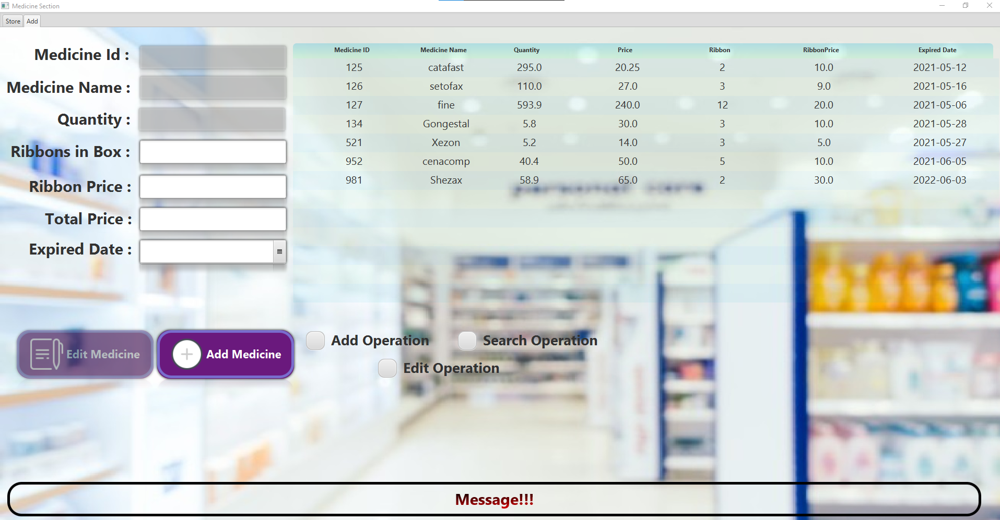 Medicine Section
Store Add
Medicine Id :
Medicine Name :
Quantity :
Ribbons in Box :
Ribbon Price :
Total Price :
Expired Date :
Medicine ID Medicine Name Quantity Price Ribbon RibbonPrice Expired Date
125 catafast 295.0 20.25 2 10.0 2021-05-12
126 setofax 110.0 27.0 3 9.0 2021-05-16
127 fine 593.9 240.0 12 20.0 2021-05-06
134 Gongestal 5.8 30.0 3 10.0 2021-05-28
521 Xezon 5.2 14.0 3 5.0 2021-05-27
952 cenacomp 40.4 50.0 5 10.0 2021-06-05
981 Shezax 58.9 65.0 2 30.0 2022-06-03
Edit Medicine Add Medicine
Add Operation Search Operation
Edit Operation
Message!!!